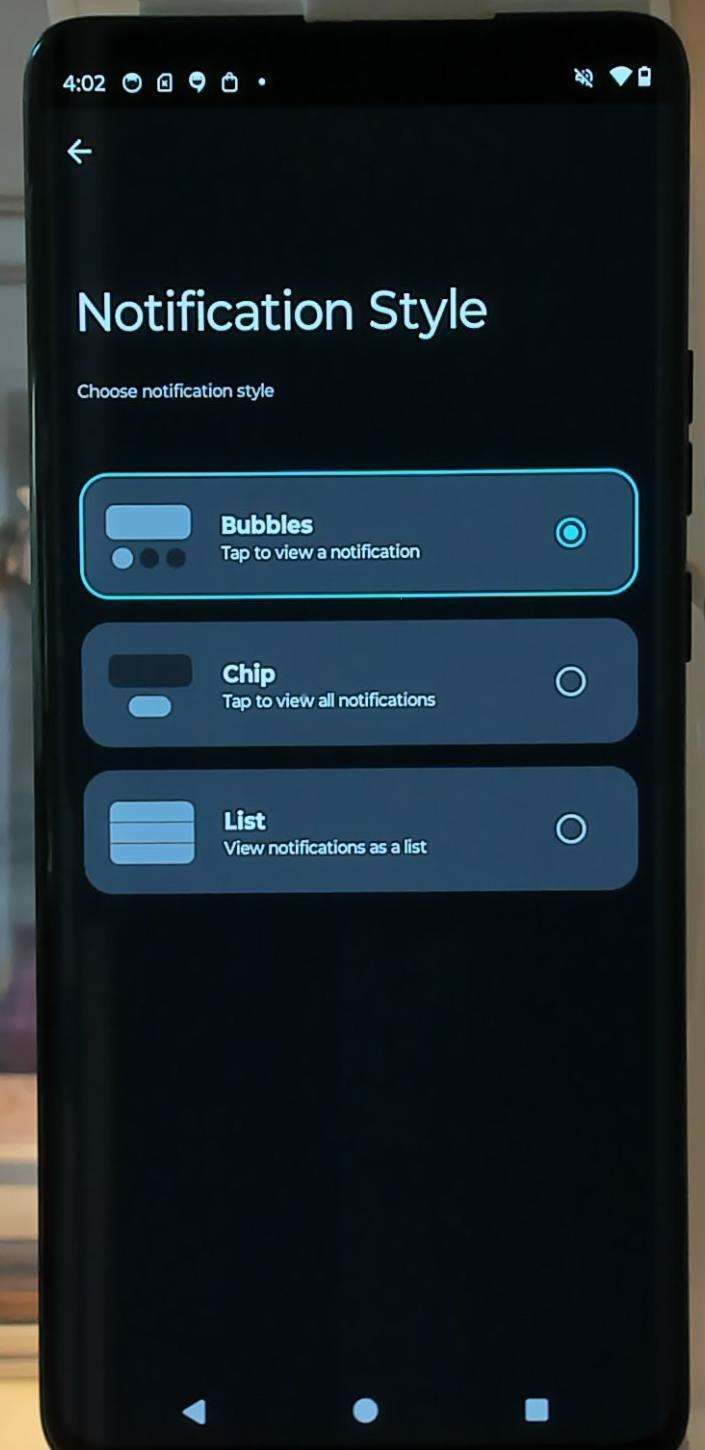 4:02
Notification Style
Choose notification style
Bubbles
Tap to view a notification
Chip
Tap to view all notifications
List
View notifications as a list